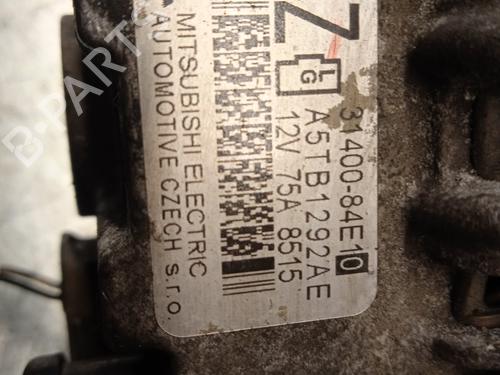 Z
L
G
31400-84E10
A5TB1292AE
12V 75A 8515
MITSUBISHI ELECTRIC
AUTOMOTIVE CZECH s.r.o.
B-PARTS